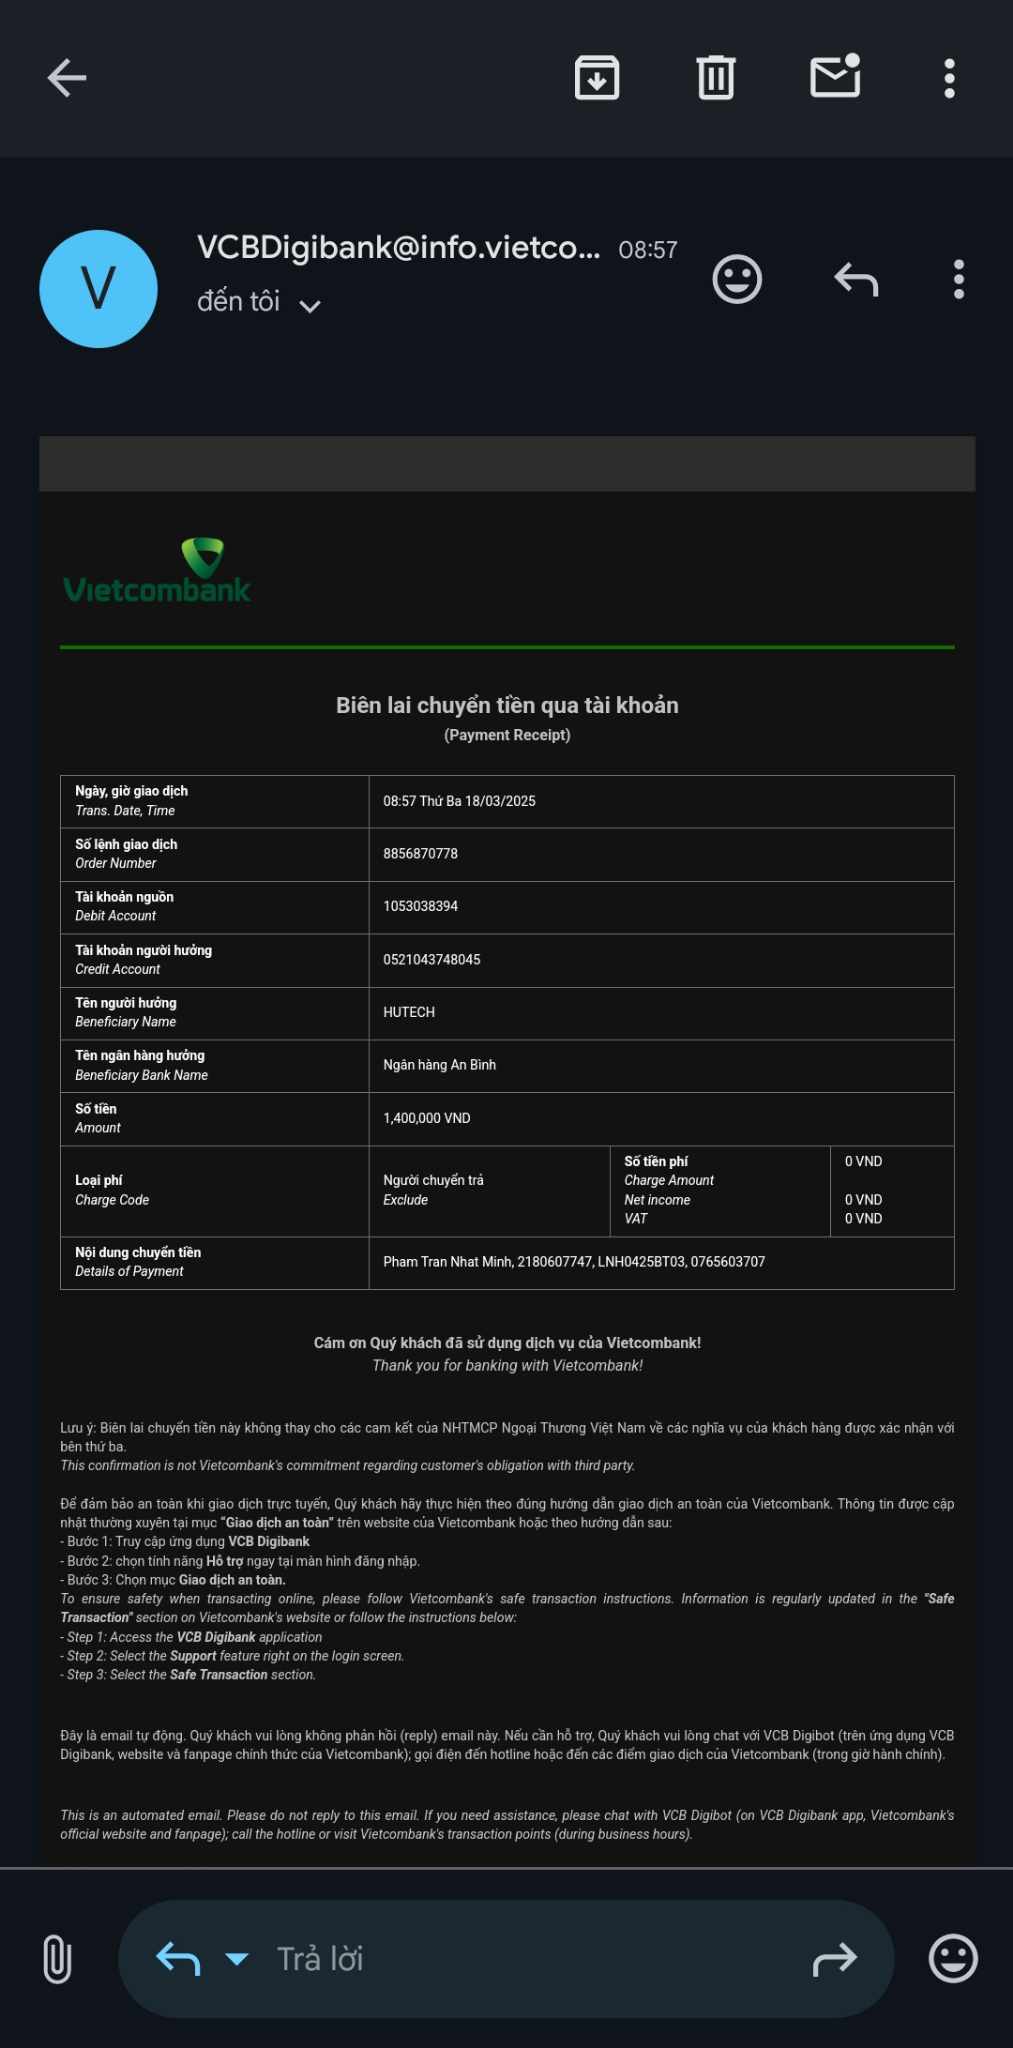 VCBDigibank@info.vietco... 08:57
đến tôi
V
Vietcombank
Biên lai chuyển tiền qua tài khoản
(Payment Receipt)
Ngày, giờ giao dịch
Trans. Date, Time
08:57 Thứ Ba 18/03/2025
Số lệnh giao dịch
Order Number
8856870778
Tài khoản nguồn
Debit Account
1053038394
Tài khoản người hưởng
Credit Account
0521043748045
Tên người hưởng
Beneficiary Name
HUTECH
Tên ngân hàng hưởng
Beneficiary Bank Name
Ngân hàng An Bình
Số tiền
Amount
1,400,000 VND
Loại phí
Charge Code
Người chuyển trả
Exclude
Số tiền phí
Charge Amount
Net income
VAT
0 VND
0 VND
0 VND
Nội dung chuyển tiền
Details of Payment
Pham Tran Nhat Minh, 2180607747, LNH0425BT03, 0765603707
Cám ơn Quý khách đã sử dụng dịch vụ của Vietcombank!
Thank you for banking with Vietcombank!
Lưu ý: Biên lai chuyển tiền này không thay cho các cam kết của NHTMCP Ngoại Thương Việt Nam về các nghĩa vụ của khách hàng được xác nhận với
bên thứ ba.
This confirmation is not Vietcombank's commitment regarding customer's obligation with third party.
Để đảm bảo an toàn khi giao dịch trực tuyến, Quý khách hãy thực hiện theo đúng hướng dẫn giao dịch an toàn của Vietcombank. Thông tin được cập
nhật thường xuyên tại mục “Giao dịch an toàn” trên website của Vietcombank hoặc theo hướng dẫn sau:
- Bước 1: Truy cập ứng dụng VCB Digibank
- Bước 2: chọn tính năng Hỗ trợ ngay tại màn hình đăng nhập.
- Bước 3: Chọn mục Giao dịch an toàn.
To ensure safety when transacting online, please follow Vietcombank's safe transaction instructions. Information is regularly updated in the "Safe
Transaction" section on Vietcombank's website or follow the instructions below:
- Step 1: Access the VCB Digibank application
- Step 2: Select the Support feature right on the login screen.
- Step 3: Select the Safe Transaction section.
Đây là email tự động. Quý khách vui lòng không phản hồi (reply) email này. Nếu cần hỗ trợ, Quý khách vui lòng chat với VCB Digibot (trên ứng dụng VCB
Digibank, website và fanpage chính thức của Vietcombank); gọi điện đến hotline hoặc đến các điểm giao dịch của Vietcombank (trong giờ hành chính).
This is an automated email. Please do not reply to this email. If you need assistance, please chat with VCB Digibot (on VCB Digibank app, Vietcombank's
official website and fanpage); call the hotline or visit Vietcombank's transaction points (during business hours).
Trả lời